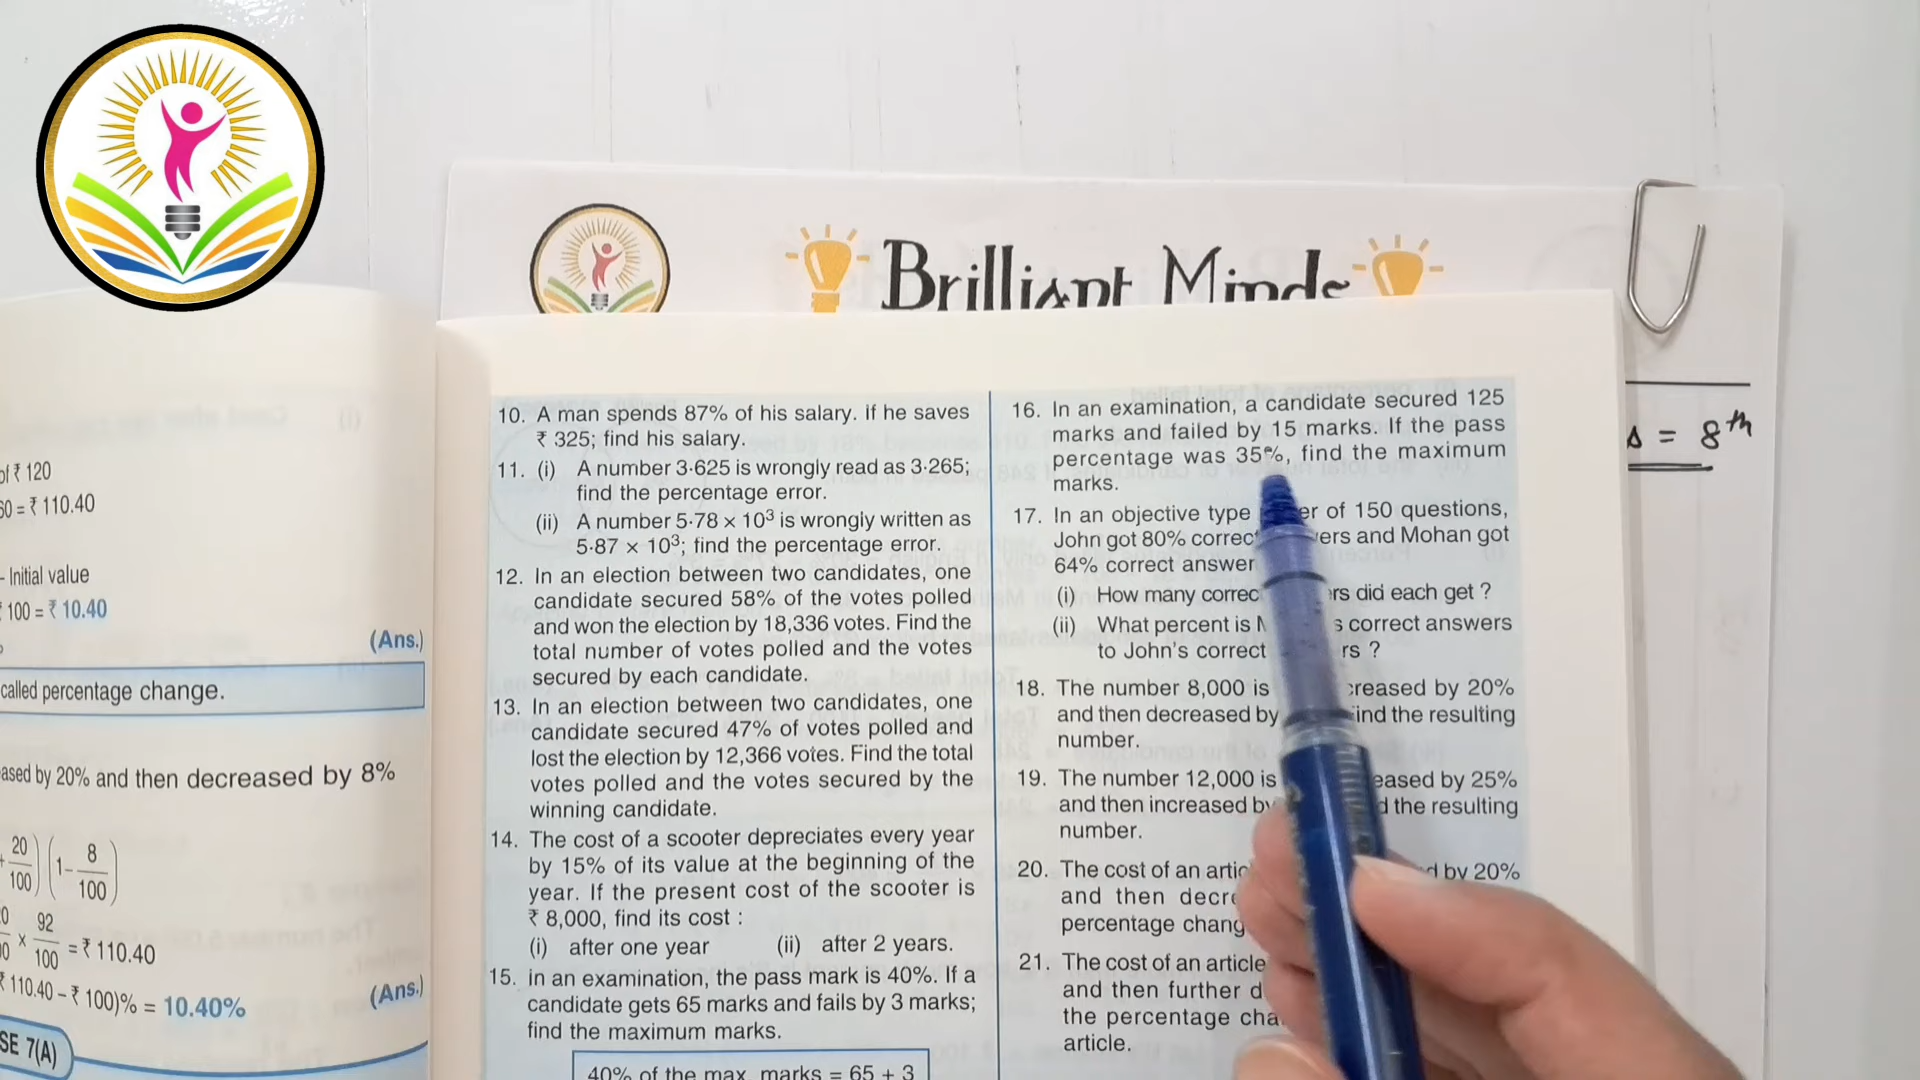 Brilliant Minds
= 8th
of ₹ 120
60 = ₹ 110.40
- Initial value
100 = ₹ 10.40
(Ans.)
called percentage change.
ased by 20% and then decreased by 8%
20/100) (1- 8/100)
× 92/100 = ₹ 110.40
₹ 110.40 – ₹ 100)% = 10.40%
(Ans.)
SE 7(A)
10. A man spends 87% of his salary. If he saves
₹ 325; find his salary.
11. (i) A number 3·625 is wrongly read as 3·265;
find the percentage error.
(ii) A number 5·78 × 10³ is wrongly written as
5·87 × 10³; find the percentage error.
12. In an election between two candidates, one
candidate secured 58% of the votes polled
and won the election by 18,336 votes. Find the
total number of votes polled and the votes
secured by each candidate.
13. In an election between two candidates, one
candidate secured 47% of votes polled and
lost the election by 12,366 votes. Find the total
votes polled and the votes secured by the
winning candidate.
14. The cost of a scooter depreciates every year
by 15% of its value at the beginning of the
year. If the present cost of the scooter is
₹ 8,000, find its cost :
(i) after one year (ii) after 2 years.
15. In an examination, the pass mark is 40%. If a
candidate gets 65 marks and fails by 3 marks;
find the maximum marks.
40% of the max. marks = 65 + 3
16. In an examination, a candidate secured 125
marks and failed by 15 marks. If the pass
percentage was 35%, find the maximum
marks.
17. In an objective type er of 150 questions,
John got 80% correct ers and Mohan got
64% correct answer
(i) How many correc rs did each get ?
(ii) What percent is M s correct answers
to John's correct rs ?
18. The number 8,000 is creased by 20%
and then decreased by ind the resulting
number.
19. The number 12,000 is eased by 25%
and then increased by d the resulting
number.
20. The cost of an artic d by 20%
and then decre
percentage chang
21. The cost of an article
and then further d
the percentage cha
article.